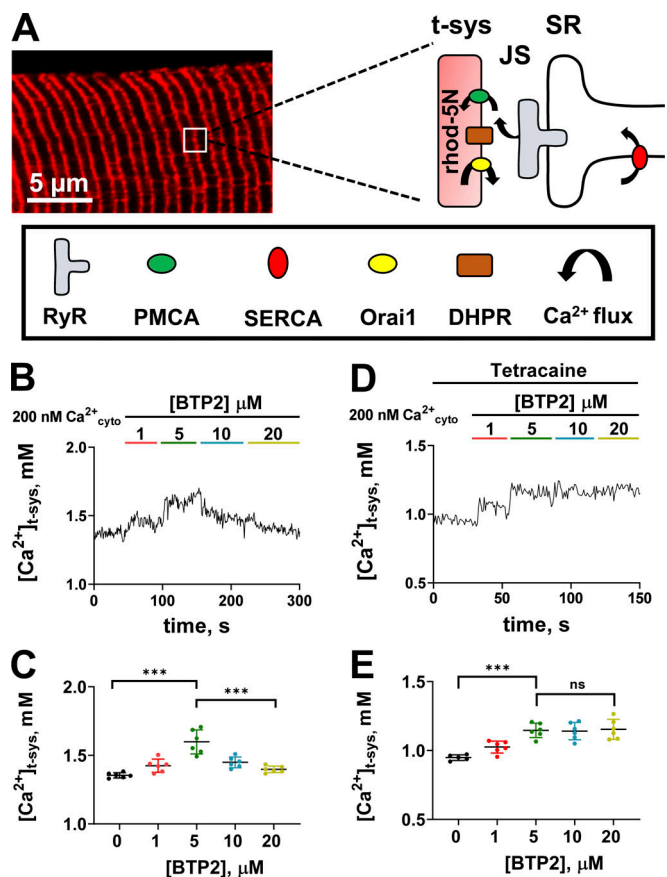 A
5 µm
t-sys
SR
JS
rhod-5N
RyR
PMCA
SERCA
Orai1
DHPR
Ca²⁺ flux
B
[BTP2] µM
200 nM Ca²⁺cyto
1
5
10
20
[Ca²⁺]t-sys, mM
2.0
1.5
1.0
0
100
200
300
time, s
D
Tetracaine
[BTP2] µM
200 nM Ca²⁺cyto
1
5
10
20
[Ca²⁺]t-sys, mM
1.5
1.0
0.5
0
50
100
150
time, s
C
***
***
[Ca²⁺]t-sys, mM
2.0
1.5
1.0
0
1
5
10
20
[BTP2], µM
E
***
ns
[Ca²⁺]t-sys, mM
1.5
1.0
0.5
0
1
5
10
20
[BTP2], µM